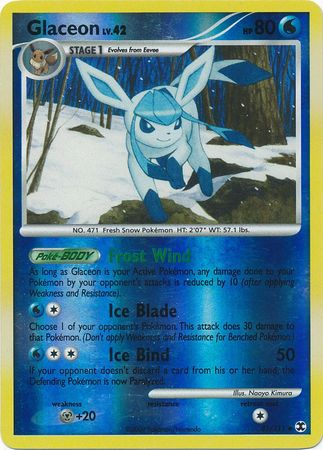 Glaceon LV.42 HP 80
STAGE 1 Evolves from Eevee
NO. 471 Fresh Snow Pokémon HT: 2'07" WT: 57.1 lbs.
Poké-BODY Frost Wind
As long as Glaceon is your Active Pokémon, any damage done to your
Pokémon by your opponent's attacks is reduced by 10 (after applying
Weakness and Resistance).
Ice Blade
Choose 1 of your opponent's Pokémon. This attack does 30 damage to
that Pokémon. (Don't apply Weakness and Resistance for Benched Pokémon.)
Ice Bind 50
If your opponent doesn't discard a card from his or her hand, the
Defending Pokémon is now Paralyzed.
Illus. Naoyo Kimura
weakness resistance retreat cost
+20